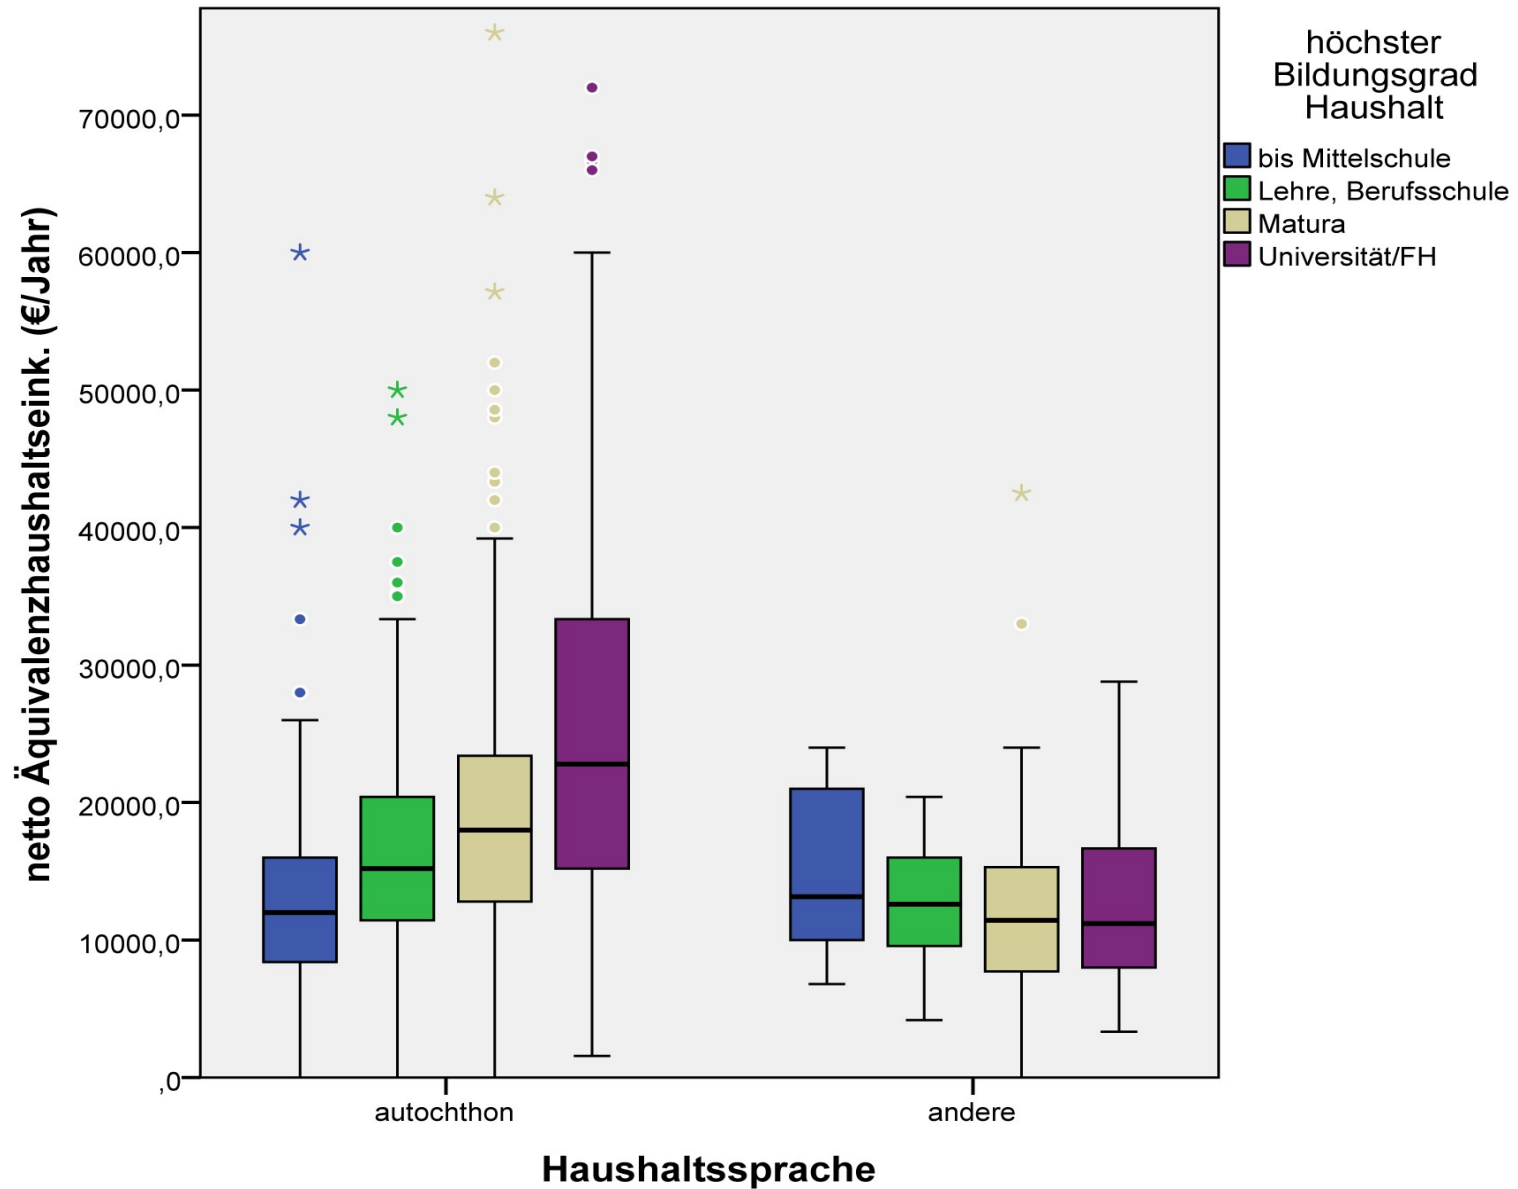 höchster
Bildungsgrad
Haushalt
bis Mittelschule
Lehre, Berufsschule
Matura
Universität/FH
netto Äquivalenzhaushaltseink. (€/Jahr)
70000,0
60000,0
50000,0
40000,0
30000,0
20000,0
10000,0
,0
autochthon
andere
Haushaltssprache